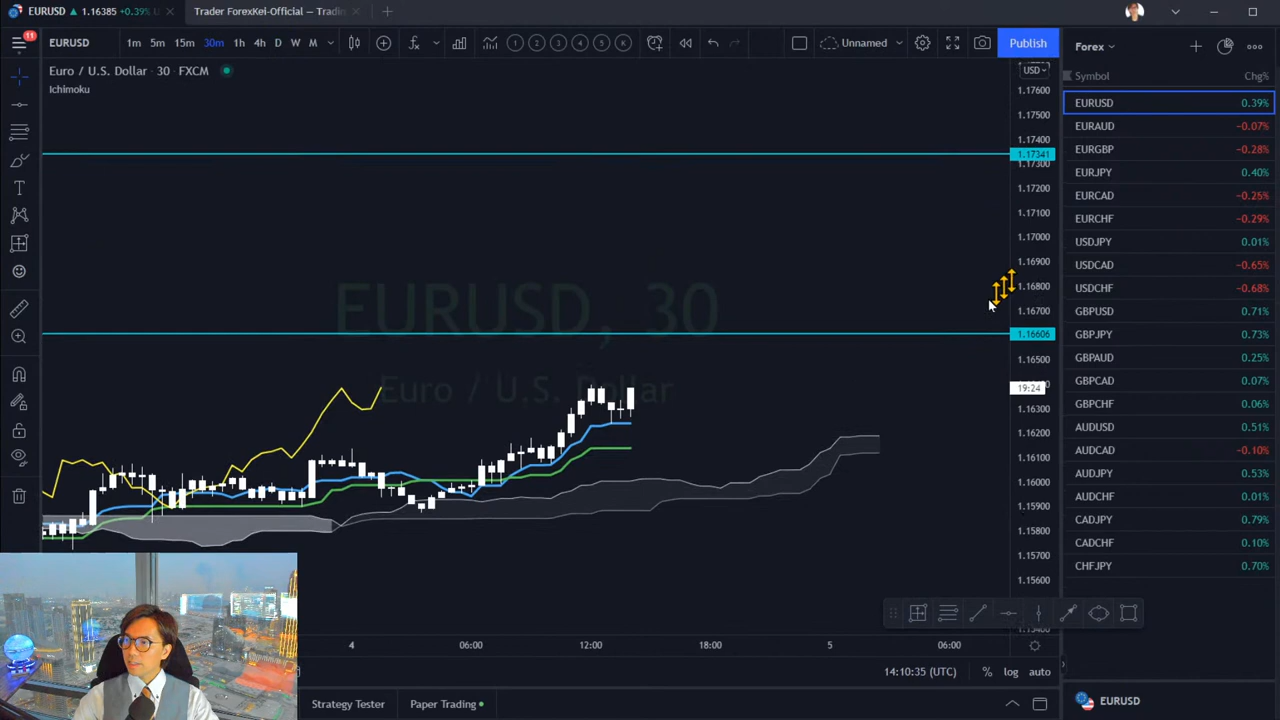 EURUSD ▲ 1.16385 +0.39%
Trader ForexKei-Official — Tradin
11
EURUSD
1m 5m 15m 30m 1h 4h D W M
1 2 3 4 5 K
Unnamed
Publish
Forex
Euro / U.S. Dollar · 30 · FXCM
Ichimoku
USD
Symbol Chg%
EURUSD 0.39%
EURAUD −0.07%
EURGBP −0.28%
EURJPY 0.40%
EURCAD −0.25%
EURCHF −0.29%
USDJPY 0.01%
USDCAD −0.65%
USDCHF −0.68%
GBPUSD 0.71%
GBPJPY 0.73%
GBPAUD 0.25%
GBPCAD 0.07%
GBPCHF 0.06%
AUDUSD 0.51%
AUDCAD −0.10%
AUDJPY 0.53%
AUDCHF 0.01%
CADJPY 0.79%
CADCHF 0.10%
CHFJPY 0.70%
1.17600
1.17500
1.17400
1.17341
1.17300
1.17200
1.17100
1.17000
1.16900
1.16800
1.16700
1.16606
1.16500
19:24
1.16300
1.16200
1.16100
1.16000
1.15900
1.15800
1.15700
1.15600
EURUSD, 30
Euro / U.S. Dollar
4 06:00 12:00 18:00 5 06:00
14:10:35 (UTC) % log auto
Strategy Tester Paper Trading
EURUSD